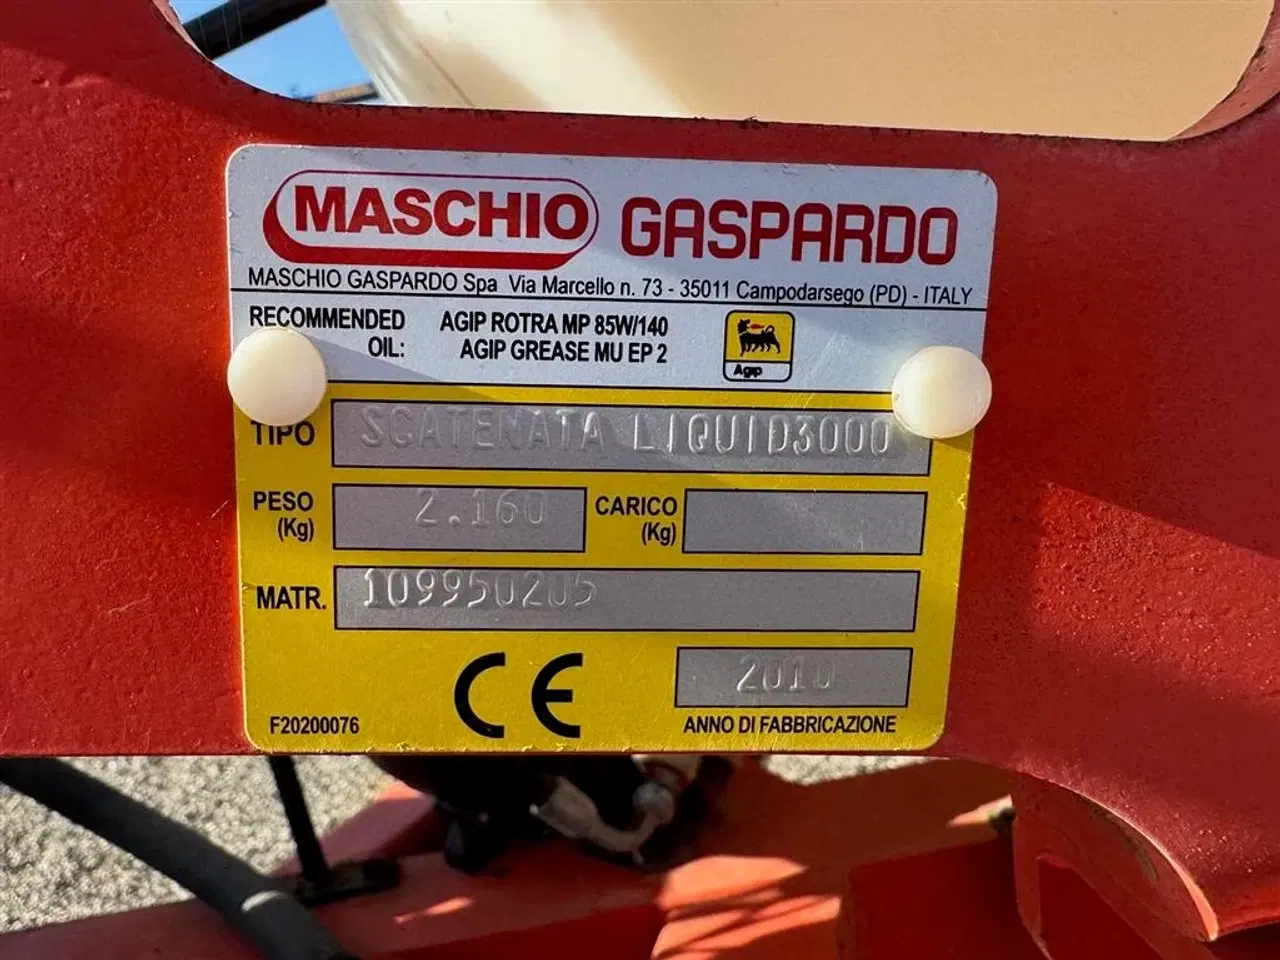 MASCHIO GASPARDO
MASCHIO GASPARDO Spa Via Marcello n. 73 - 35011 Campodarsego (PD) - ITALY
RECOMMENDED OIL: AGIP ROTRA MP 85W/140
AGIP GREASE MU EP 2
Agip
TIPO SCATENATA LIQUID3000
PESO (Kg) 2.160 CARICO (Kg)
MATR. 109950205
CE 2010
F20200076 ANNO DI FABBRICAZIONE